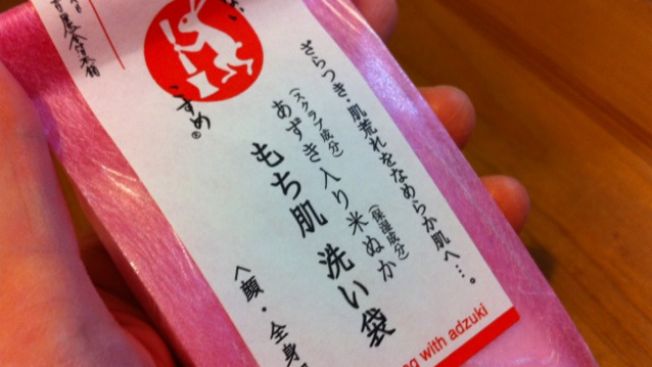 ざらつき・肌荒れをなめらか肌へ…。
(スクラブ成分)
(保湿成分)
あずき入り米ぬか
もち肌 洗い袋
<顔・全身
うすめ®
with adzuki